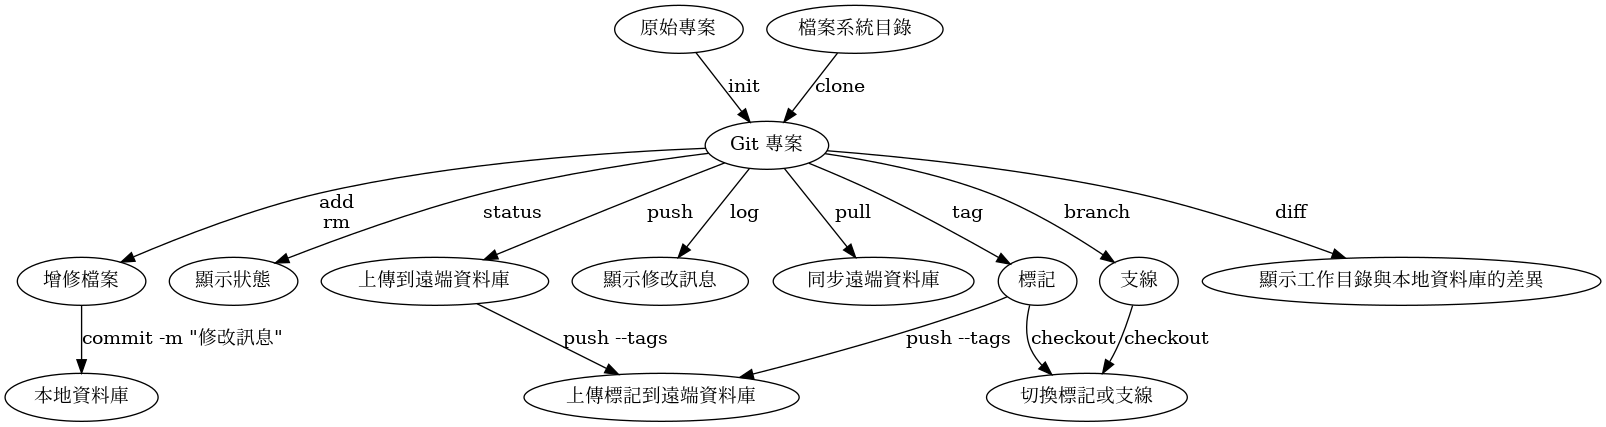 原始專案
檔案系統目錄
init
clone
Git 專案
add
rm
status
push
log
pull
tag
branch
diff
增修檔案
顯示狀態
上傳到遠端資料庫
顯示修改訊息
同步遠端資料庫
標記
支線
顯示工作目錄與本地資料庫的差異
commit -m "修改訊息"
push --tags
push --tags
checkout
checkout
本地資料庫
上傳標記到遠端資料庫
切換標記或支線